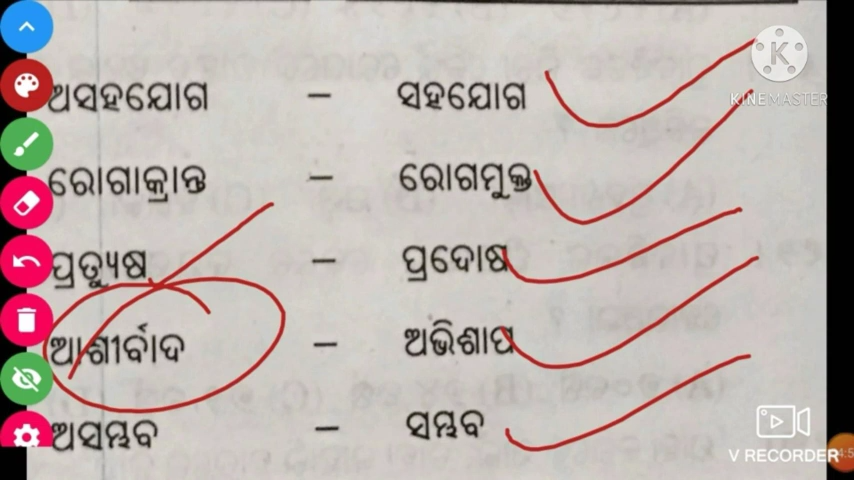 ଅସହଯୋଗ – ସହଯୋଗ
ରୋଗାକ୍ରାନ୍ତ – ରୋଗମୁକ୍ତ
ପ୍ରତ୍ୟୁଷ – ପ୍ରଦୋଷ
ଆଶୀର୍ବାଦ – ଅଭିଶାପ
ଅସମ୍ଭବ – ସମ୍ଭବ
KINEMASTER
V RECORDER